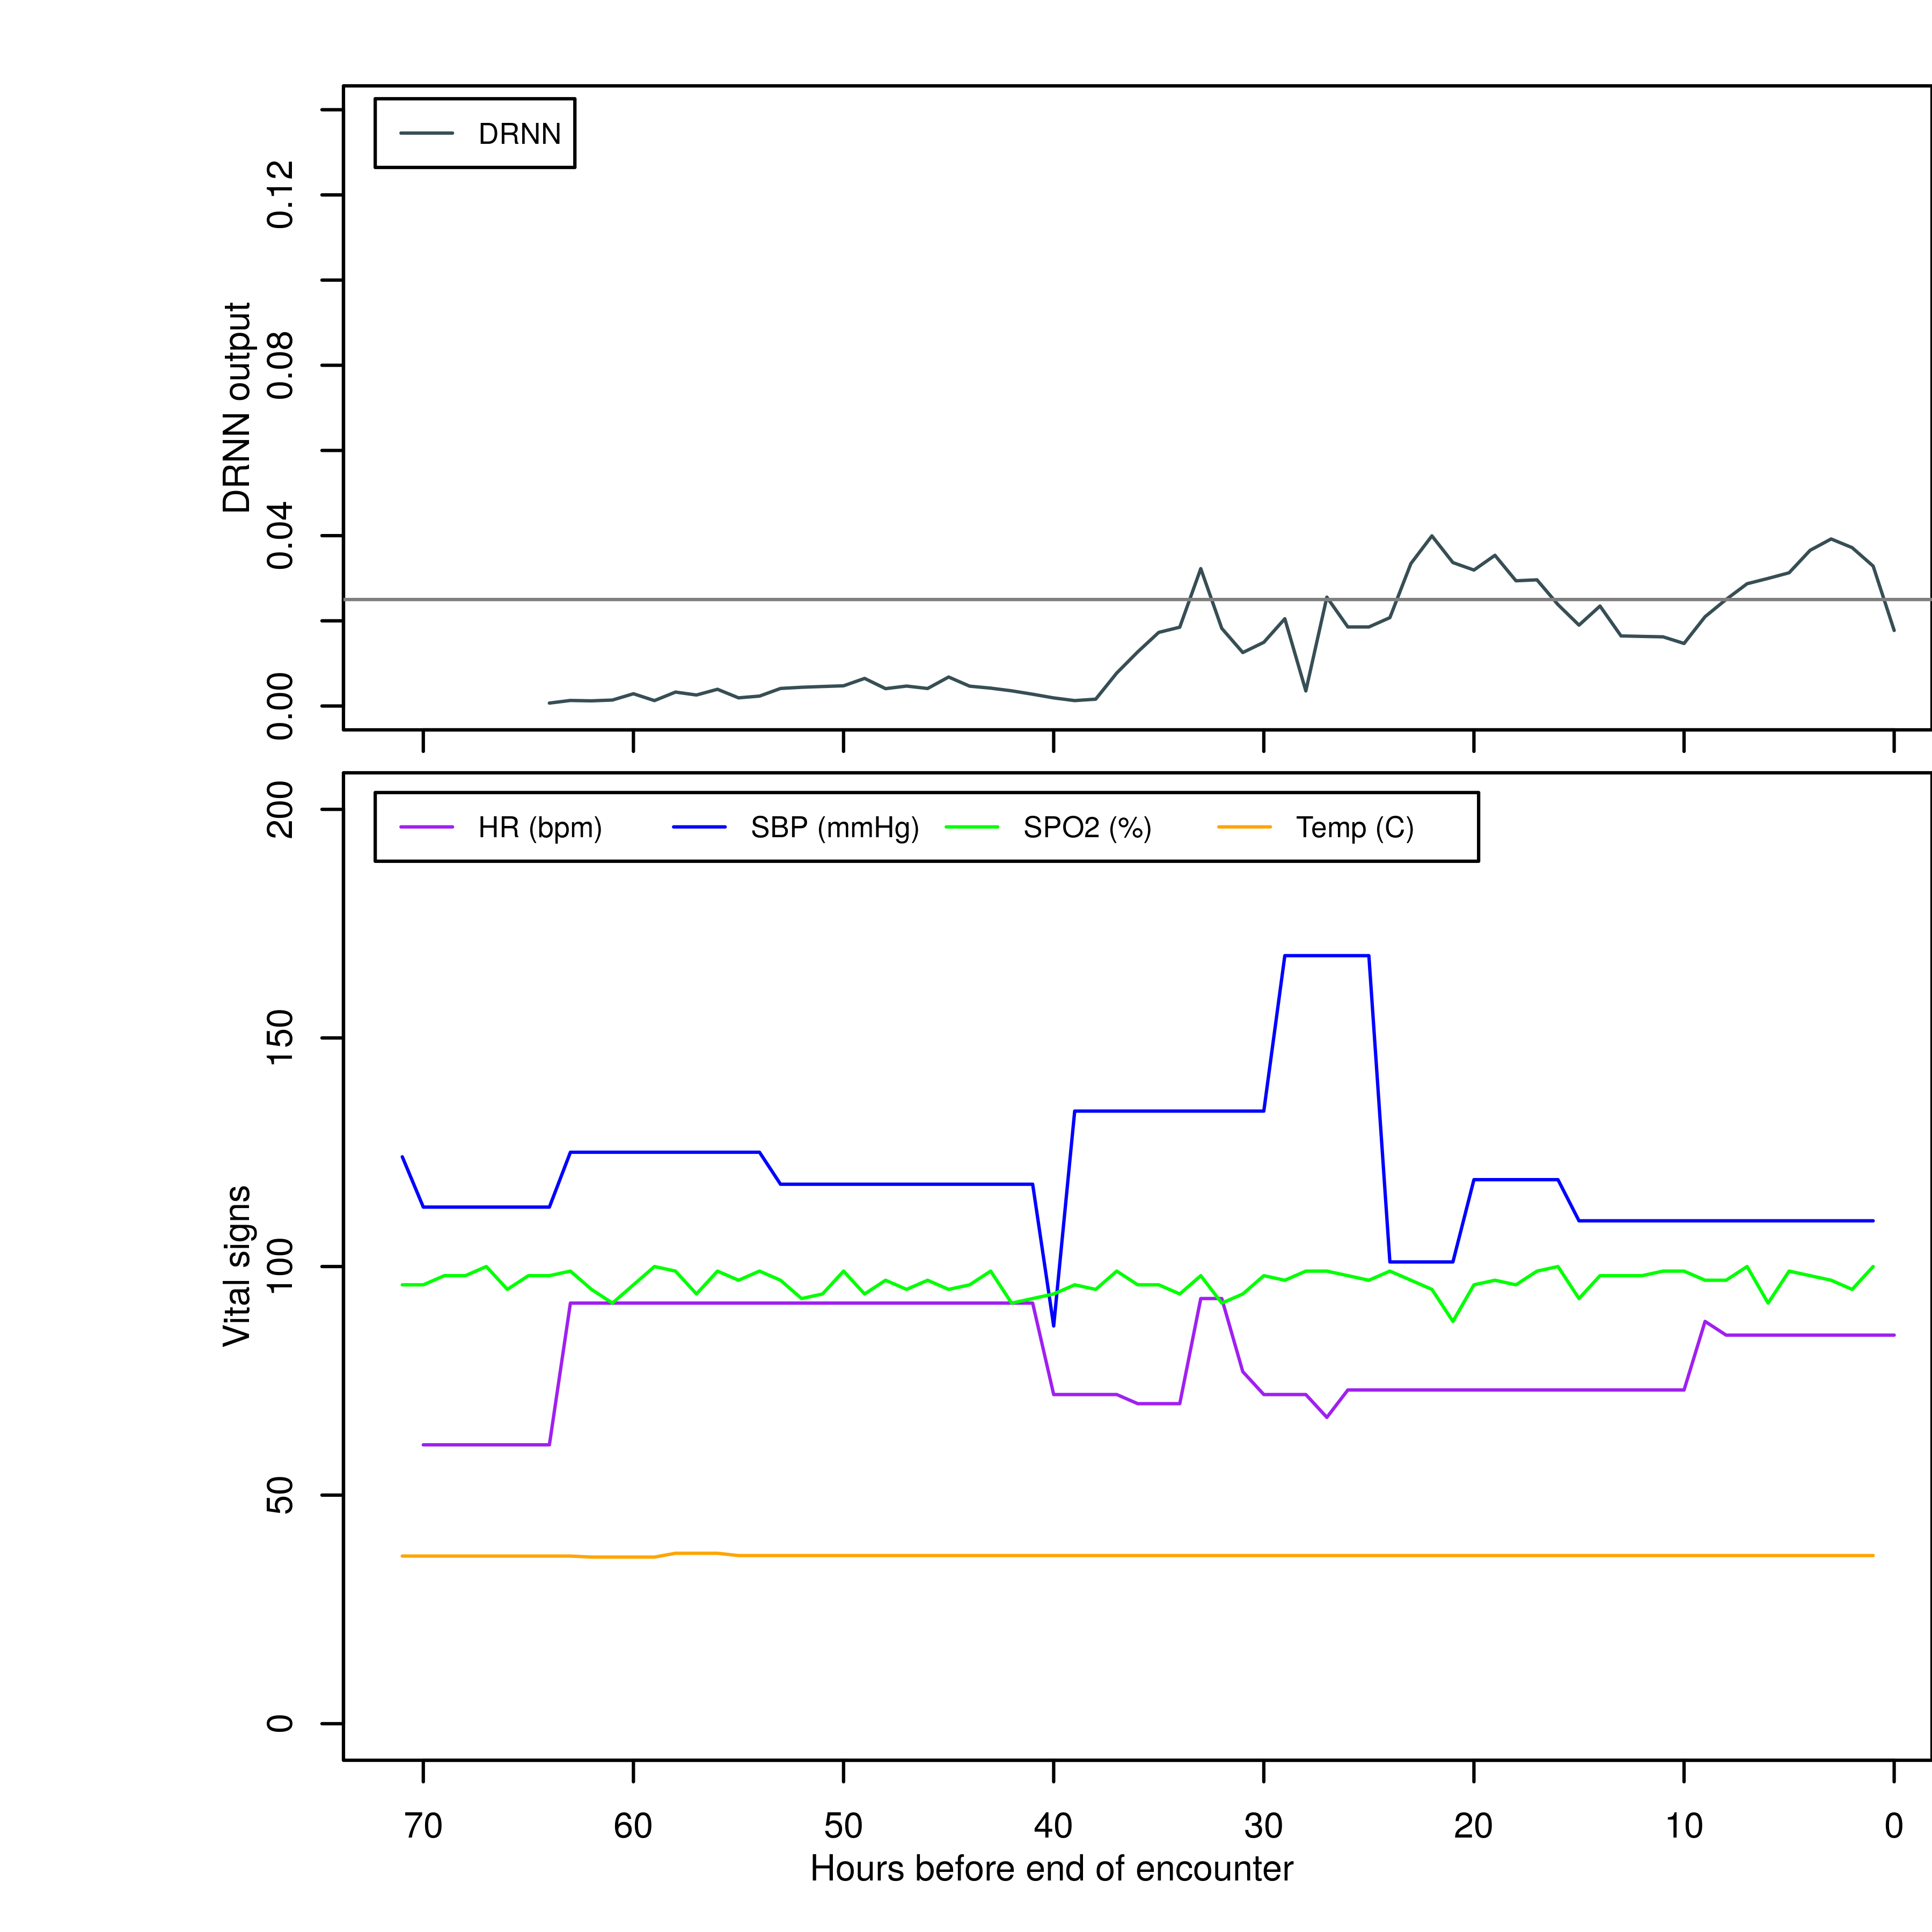 DRNN
DRNN output
0.12
0.08
0.04
0.00
HR (bpm) SBP (mmHg) SPO2 (%) Temp (C)
Vital signs
200
150
100
50
0
70 60 50 40 30 20 10 0
Hours before end of encounter